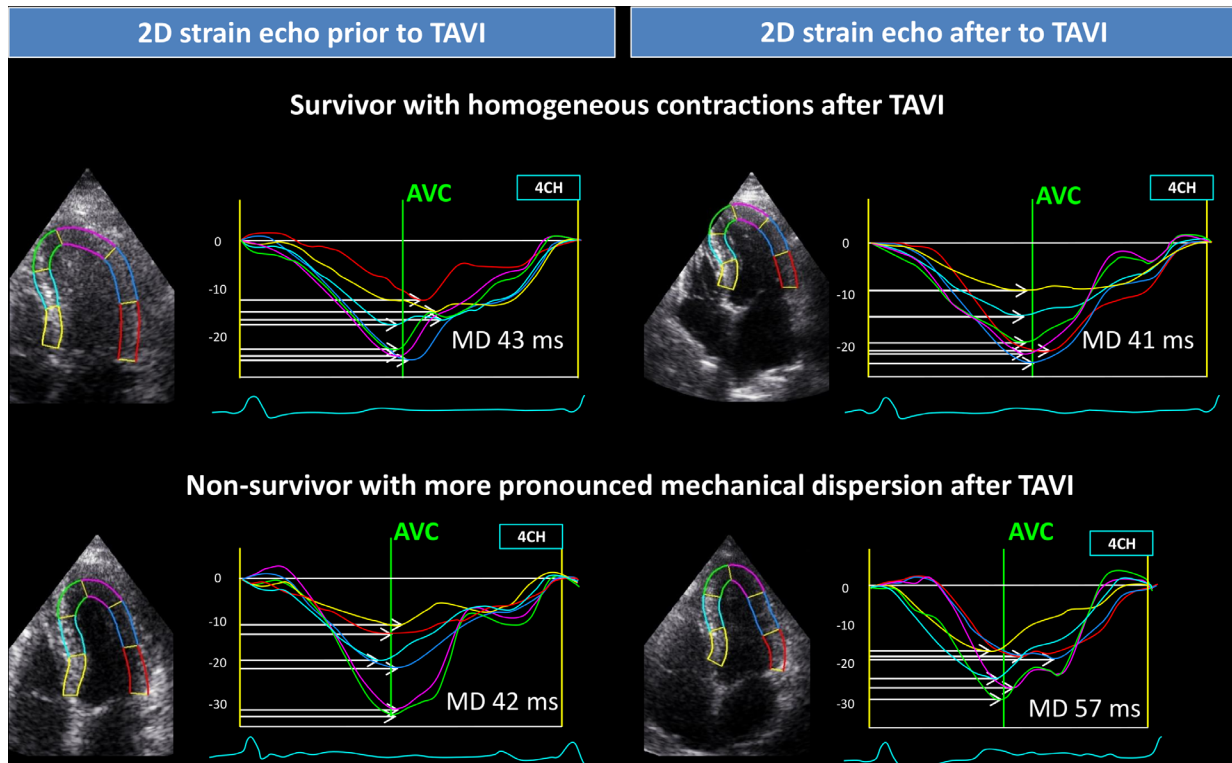 2D strain echo prior to TAVI
2D strain echo after to TAVI
Survivor with homogeneous contractions after TAVI
AVC
4CH
0
-10
-20
MD 43 ms
AVC
4CH
0
-10
-20
MD 41 ms
Non-survivor with more pronounced mechanical dispersion after TAVI
AVC
4CH
0
-10
-20
-30
MD 42 ms
AVC
4CH
0
-10
-20
-30
MD 57 ms